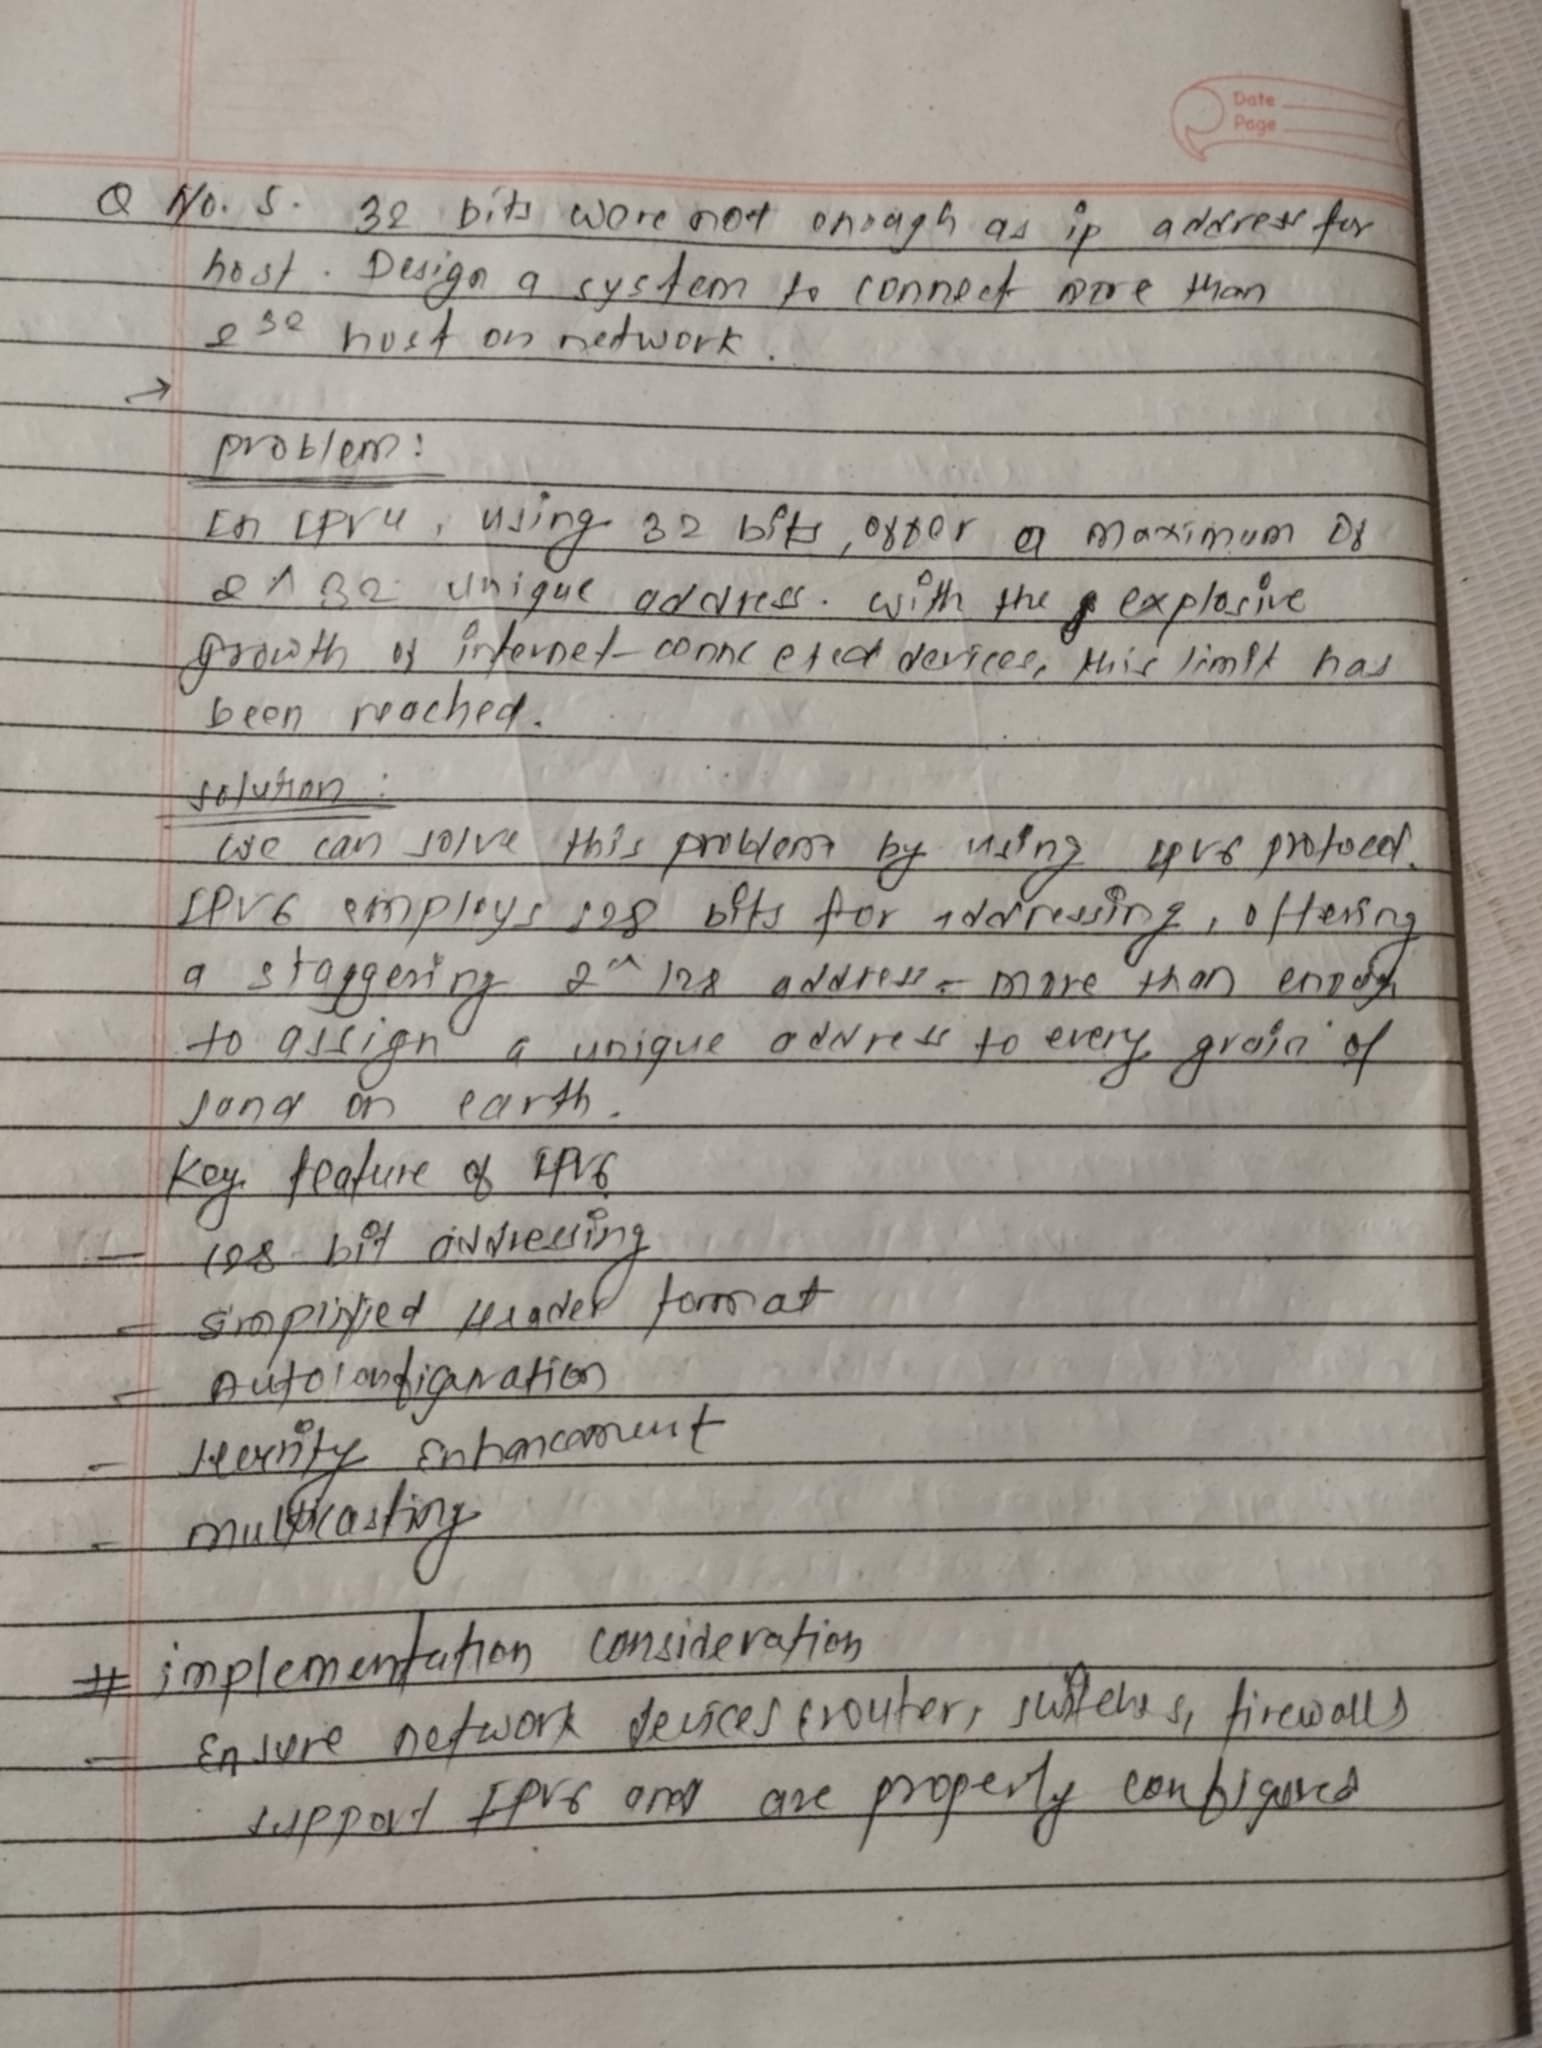 Date
Page
Q No. 5. 32 bits were not enough as ip address for
host. Design a system to connect more than
2^32 host on network.
→
problem:
In IPv4, using 32 bits, offer a maximum of
2^32 unique address. with the explosive
growth of internet-connected devices, this limit has
been reached.
solution:
we can solve this problem by using IPv6 protocol.
IPv6 employs 128 bits for addressing, offering
a staggering 2^128 address - more than enough
to assign a unique address to every grain of
sand on earth.
Key feature of IPv6
- 128-bit addressing
- simplified Header format
- Autoconfiguration
- security Enhancement
- multicasting
# implementation consideration
- Ensure network devices (router, switches, firewalls
support IPv6 and are properly configured